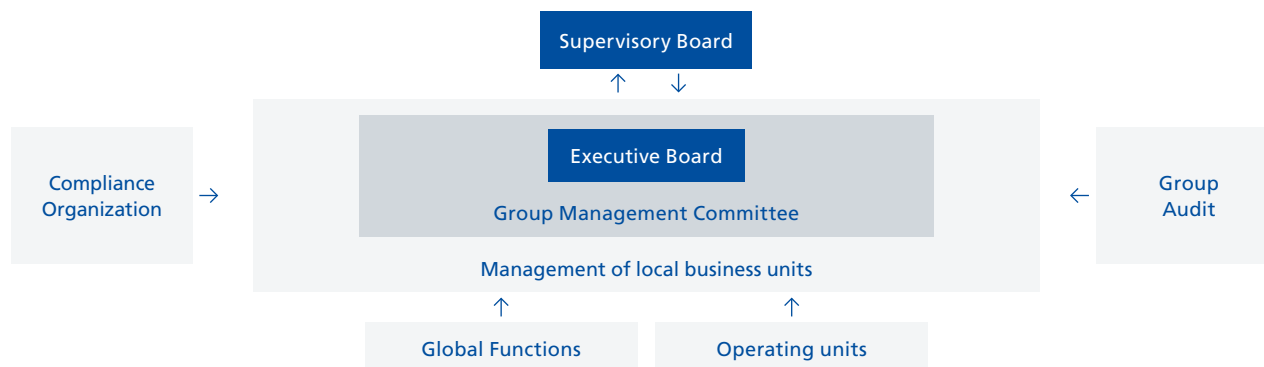 Supervisory Board
Executive Board
Compliance
Organization
Group
Audit
Group Management Committee
Management of local business units
Global Functions
Operating units